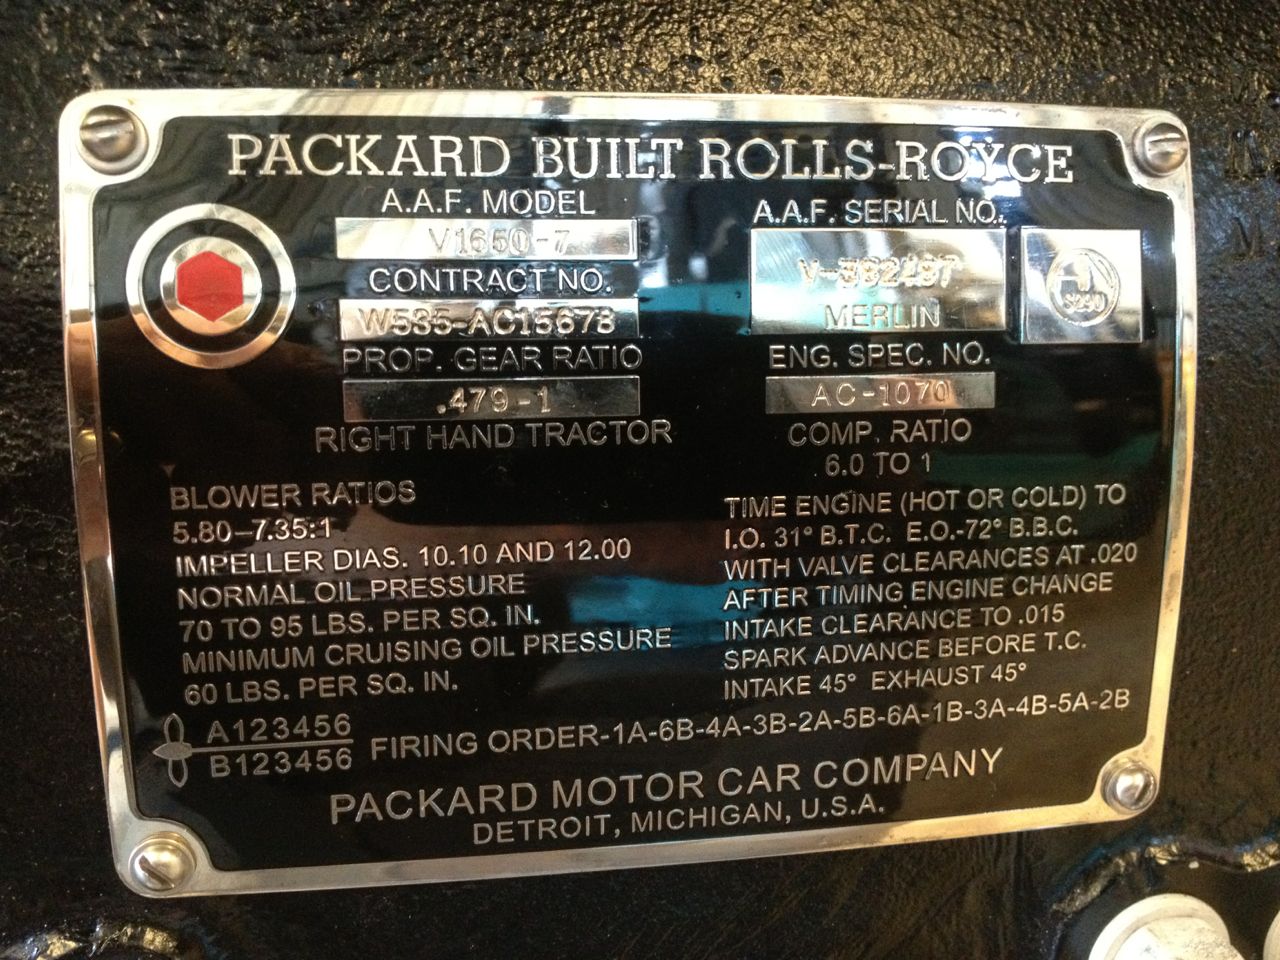 PACKARD BUILT ROLLS-ROYCE
A.A.F. MODEL
V1650-7
CONTRACT NO.
W535-AC15678
PROP. GEAR RATIO
.479-1
RIGHT HAND TRACTOR
A.A.F. SERIAL NO.
MERLIN
ENG. SPEC. NO.
AC-1070
COMP. RATIO
6.0 TO 1
BLOWER RATIOS
5.80-7.35:1
IMPELLER DIAS. 10.10 AND 12.00
NORMAL OIL PRESSURE
70 TO 95 LBS. PER SQ. IN.
MINIMUM CRUISING OIL PRESSURE
60 LBS. PER SQ. IN.
TIME ENGINE (HOT OR COLD) TO
I.O. 31° B.T.C. E.O.-72° B.B.C.
WITH VALVE CLEARANCES AT .020
AFTER TIMING ENGINE CHANGE
INTAKE CLEARANCE TO .015
SPARK ADVANCE BEFORE T.C.
INTAKE 45° EXHAUST 45°
A123456
B123456
FIRING ORDER-1A-6B-4A-3B-2A-5B-6A-1B-3A-4B-5A-2B
PACKARD MOTOR CAR COMPANY
DETROIT, MICHIGAN, U.S.A.